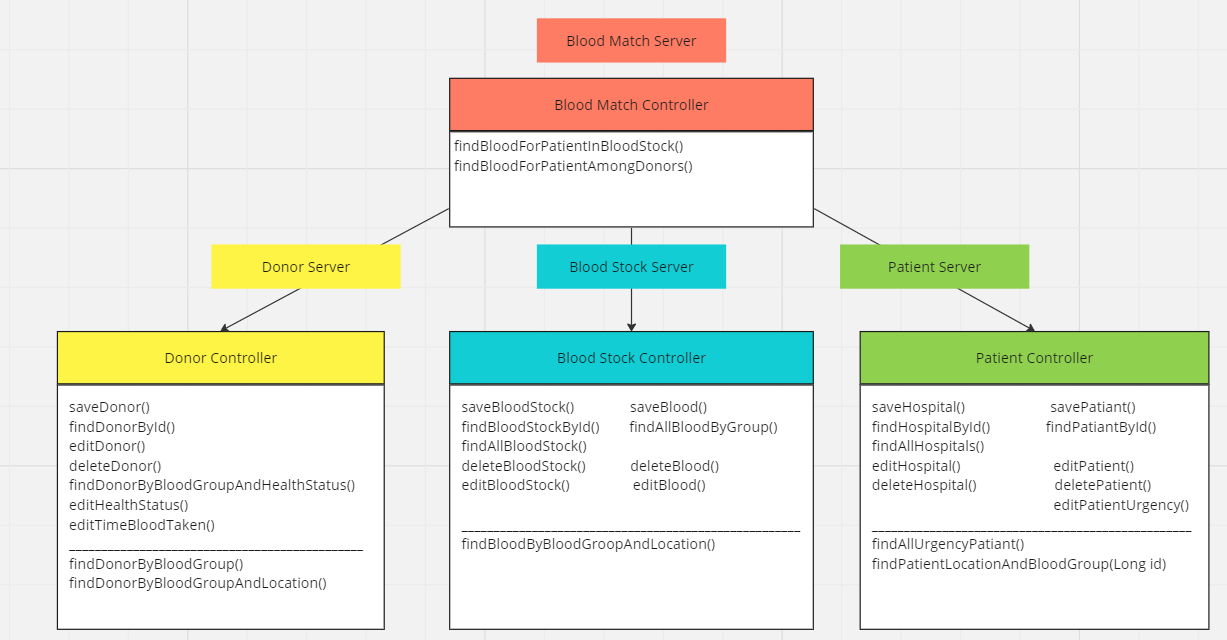 Blood Match Server
Blood Match Controller
findBloodForPatientInBloodStock()
findBloodForPatientAmongDonors()
Donor Server
Blood Stock Server
Patient Server
Donor Controller
saveDonor()
findDonorById()
editDonor()
deleteDonor()
findDonorByBloodGroupAndHealthStatus()
editHealthStatus()
editTimeBloodTaken()
findDonorByBloodGroup()
findDonorByBloodGroupAndLocation()
Blood Stock Controller
saveBloodStock() saveBlood()
findBloodStockById() findAllBloodByGroup()
findAllBloodStock()
deleteBloodStock() deleteBlood()
editBloodStock() editBlood()
findBloodByBloodGroopAndLocation()
Patient Controller
saveHospital() savePatiant()
findHospitalById() findPatiantById()
findAllHospitals()
editHospital() editPatient()
deleteHospital() deletePatient()
editPatientUrgency()
findAllUrgencyPatiant()
findPatientLocationAndBloodGroup(Long id)